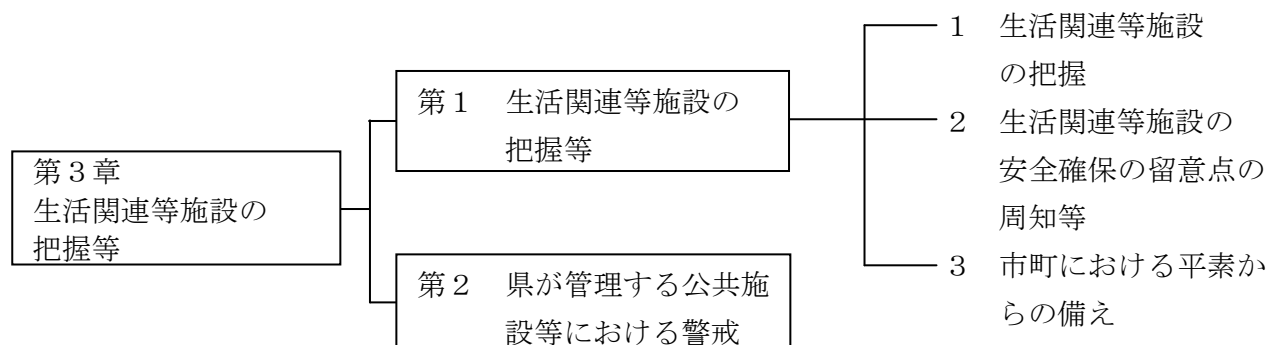 第３章
生活関連等施設の
把握等
第１　生活関連等施設の
把握等
第２　県が管理する公共施
設等における警戒
１　生活関連等施設
の把握
２　生活関連等施設の
安全確保の留意点の
周知等
３　市町における平素か
らの備え